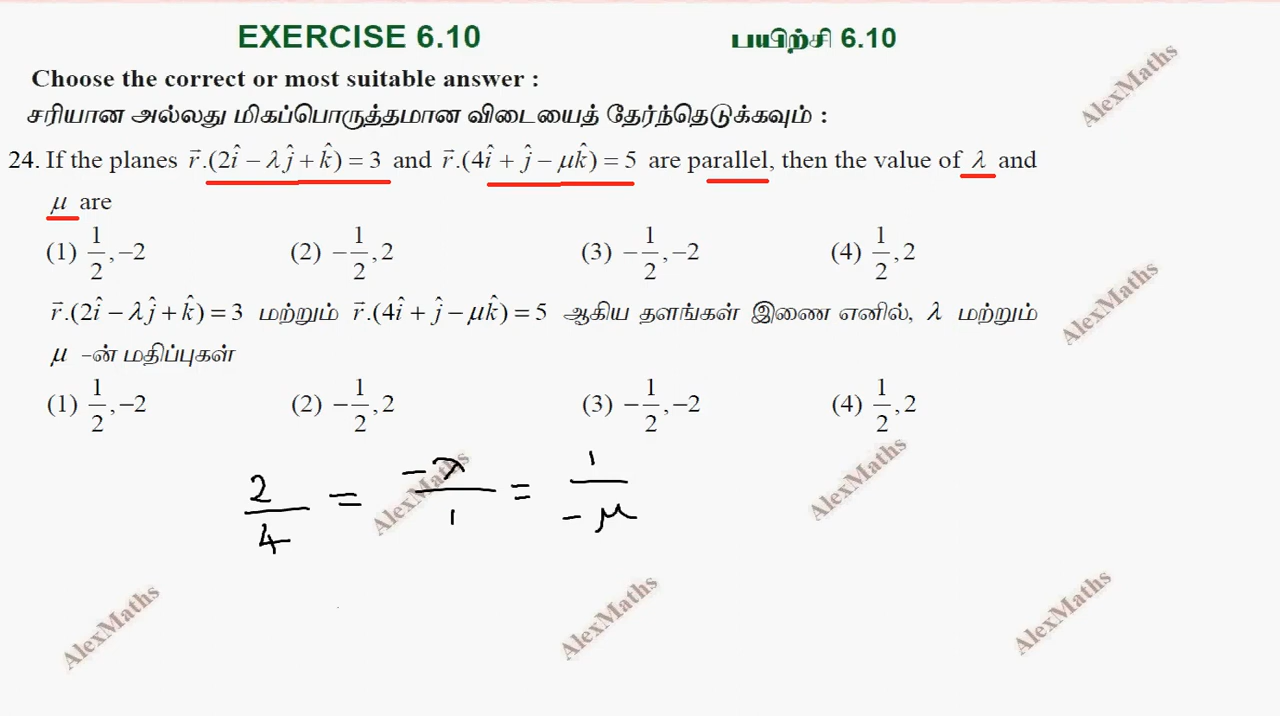 EXERCISE 6.10 பயிற்சி 6.10
Choose the correct or most suitable answer :
சரியான அல்லது மிகப்பொருத்தமான விடையைத் தேர்ந்தெடுக்கவும் :
24. If the planes r⃗.(2î − λĵ + k̂) = 3 and r⃗.(4î + ĵ − μk̂) = 5 are parallel, then the value of λ and
μ are
(1) 1/2, −2 (2) −1/2, 2 (3) −1/2, −2 (4) 1/2, 2
r⃗.(2î − λĵ + k̂) = 3 மற்றும் r⃗.(4î + ĵ − μk̂) = 5 ஆகிய தளங்கள் இணை எனில், λ மற்றும்
μ -ன் மதிப்புகள்
(1) 1/2, −2 (2) −1/2, 2 (3) −1/2, −2 (4) 1/2, 2
2/4 = −λ/1 = 1/−μ
AlexMaths
AlexMaths
AlexMaths
AlexMaths
AlexMaths
AlexMaths
AlexMaths